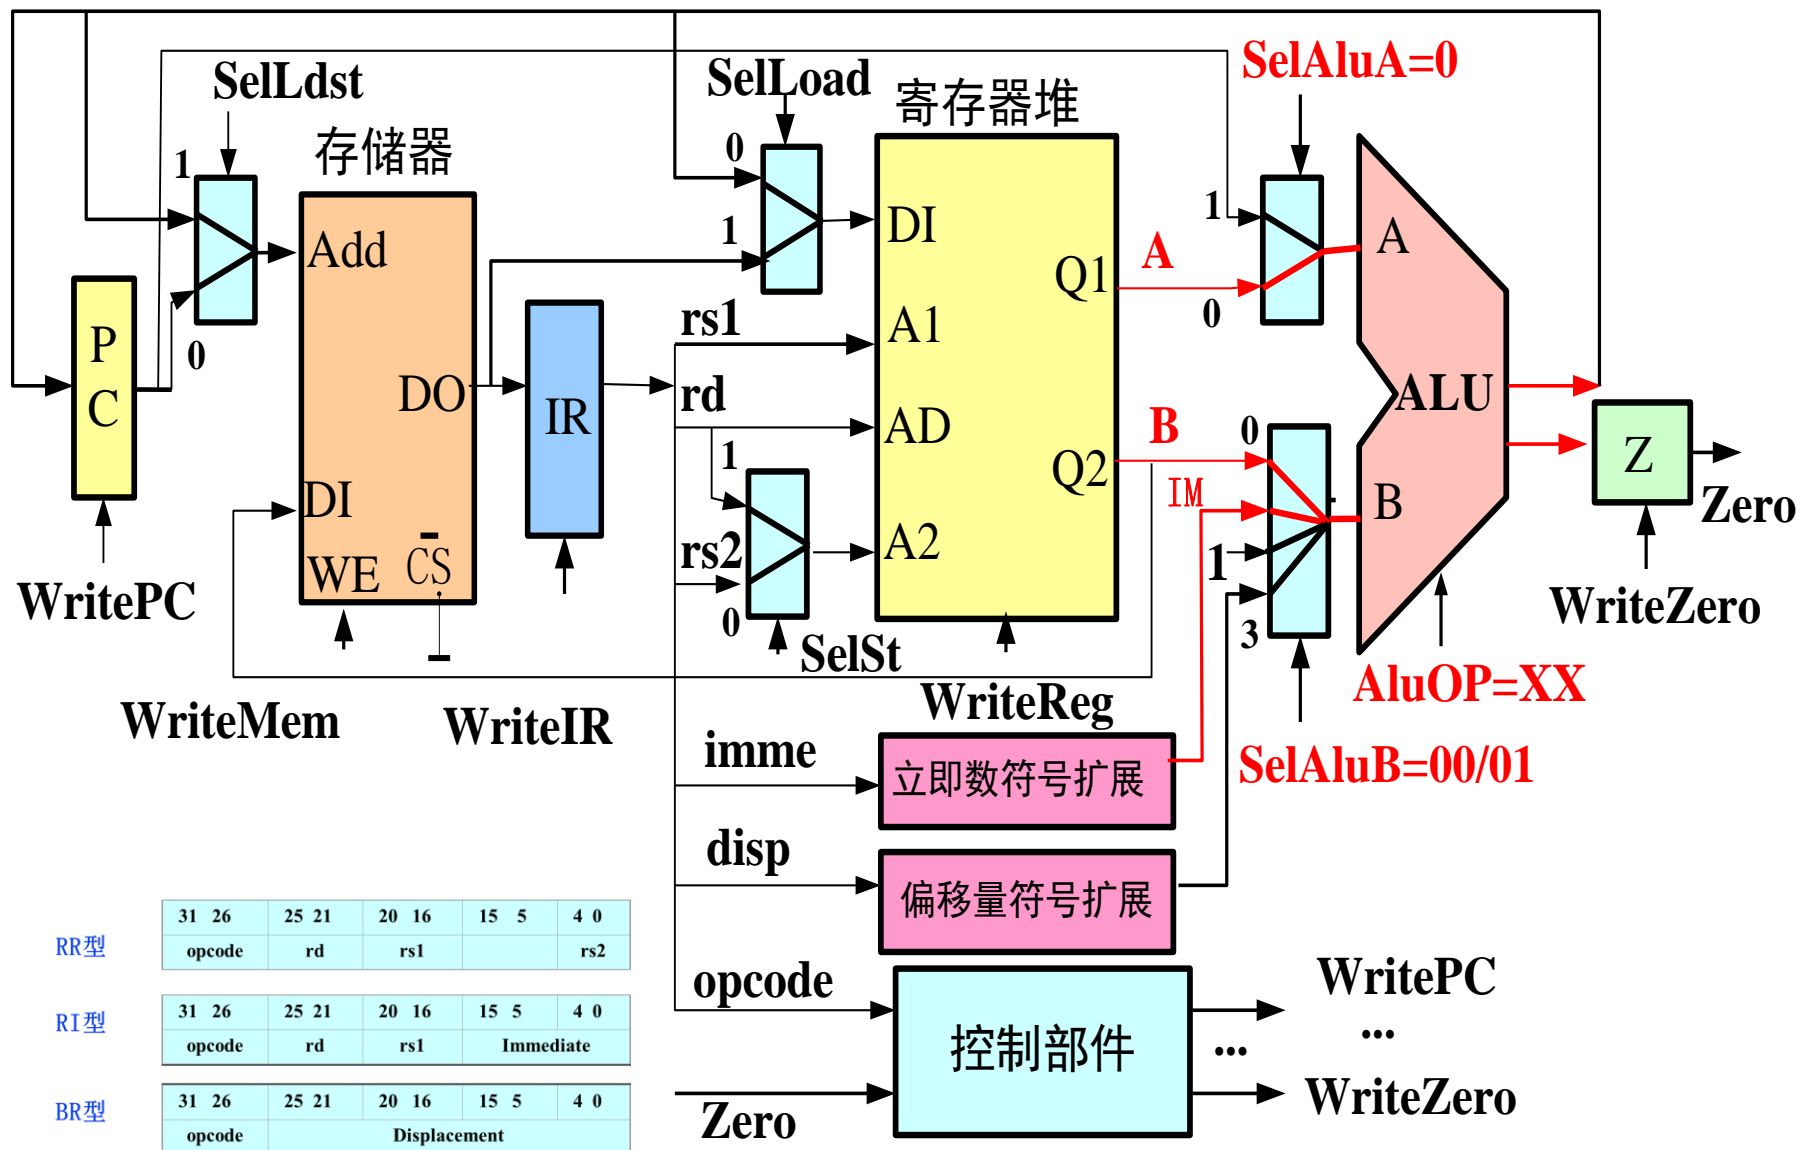 SelLdst
SelLoad
寄存器堆
SelAluA=0
存储器
1
0
1
0
1
0
0
Add
DI
A
A
Q1
P
C
rs1
A1
DO
IR
rd
AD
B
0
ALU
Q2
1
IM
B
Z
Zero
DI
WE
CS
rs2
A2
1
0
3
WritePC
SelSt
WriteZero
AluOP=XX
WriteMem
WriteIR
WriteReg
SelAluB=00/01
imme
立即数符号扩展
disp
偏移量符号扩展
opcode
控制部件
WritePC
...
...
Zero
WriteZero
31 26 25 21 20 16 15 5 4 0
RR型
opcode rd rs1 rs2
31 26 25 21 20 16 15 5 4 0
RI型
opcode rd rs1 Immediate
31 26 25 21 20 16 15 5 4 0
BR型
opcode Displacement